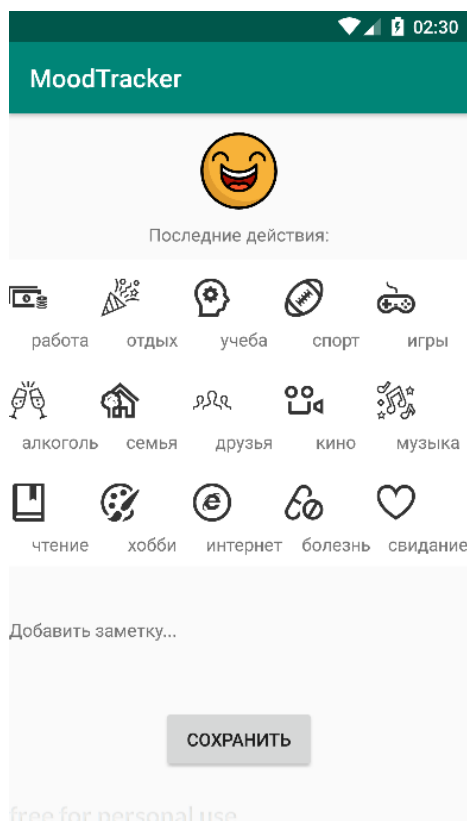 02:30
MoodTracker
Последние действия:
работа отдых учеба спорт игры
алкоголь семья друзья кино музыка
чтение хобби интернет болезнь свидание
Добавить заметку...
СОХРАНИТЬ
free for personal use